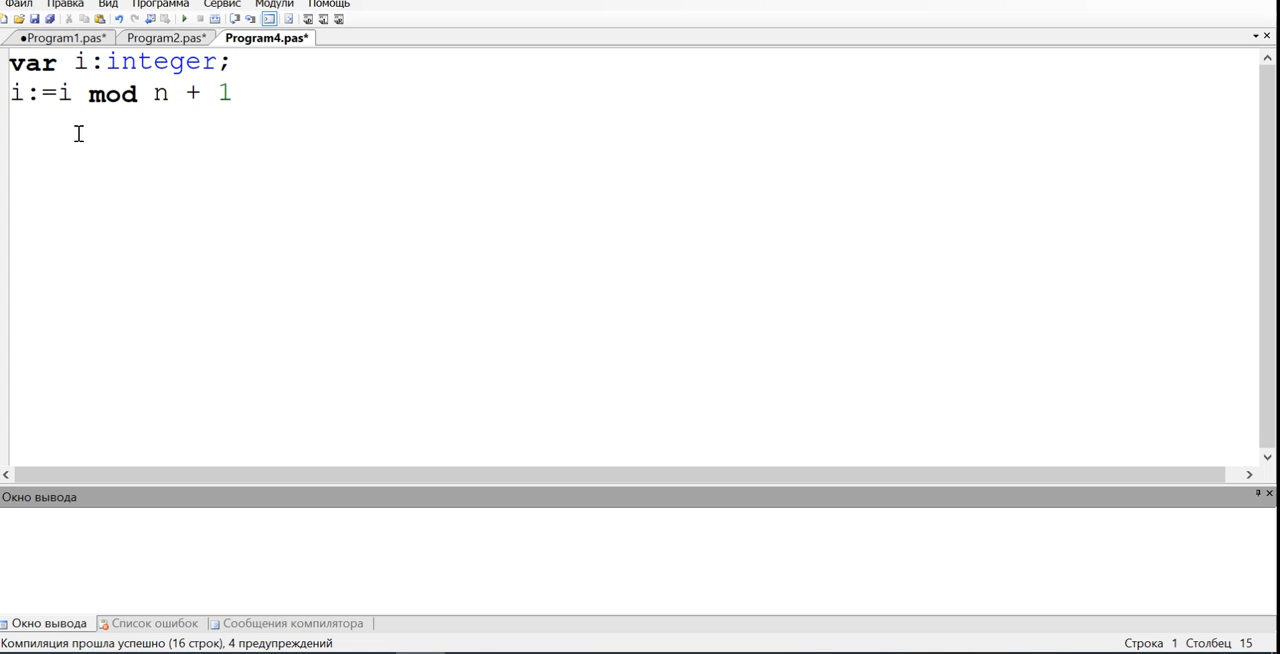 Файл Правка Вид Программа Сервис Модули Помощь
●Program1.pas* Program2.pas* Program4.pas*
var i:integer;
i:=i mod n + 1
Окно вывода
Окно вывода Список ошибок Сообщения компилятора
Компиляция прошла успешно (16 строк), 4 предупреждений Строка 1 Столбец 15